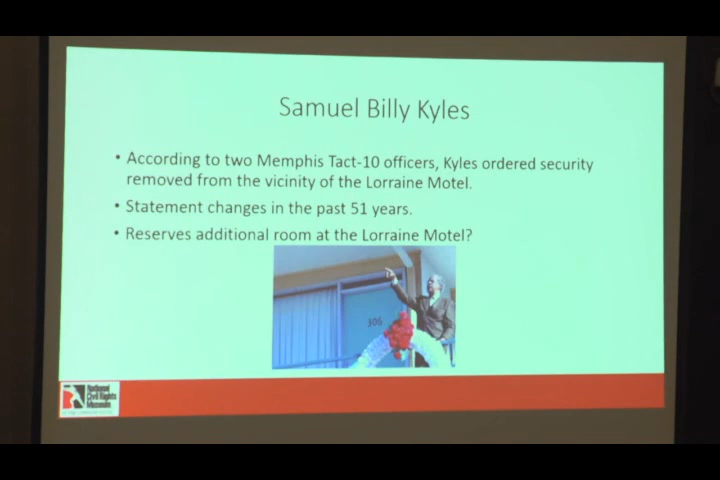 Samuel Billy Kyles
• According to two Memphis Tact-10 officers, Kyles ordered security
removed from the vicinity of the Lorraine Motel.
• Statement changes in the past 51 years.
• Reserves additional room at the Lorraine Motel?
306
National
Civil Rights
Museum